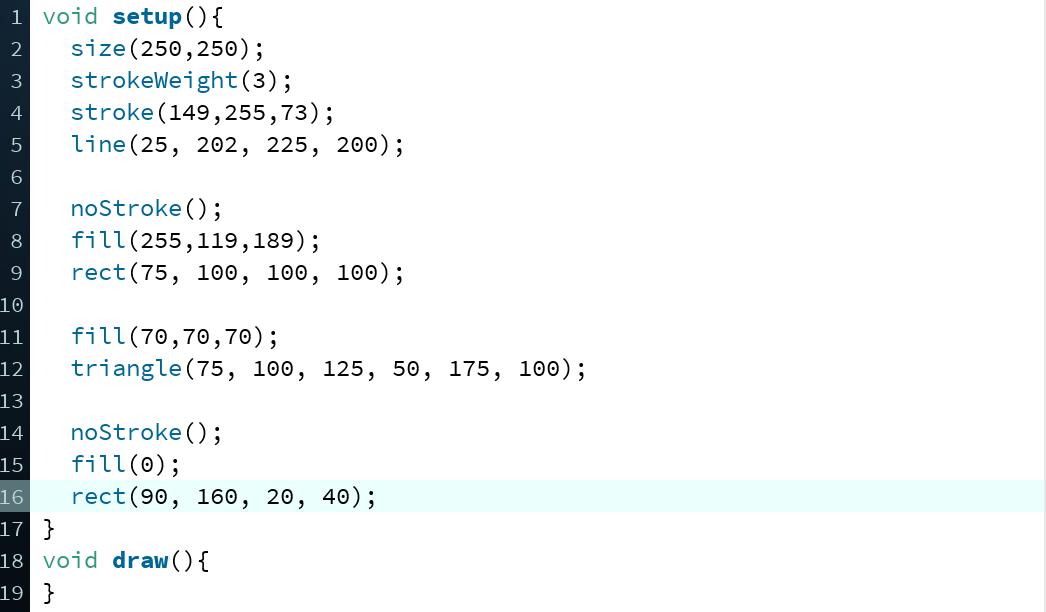 1 void setup(){
2   size(250,250);
3   strokeWeight(3);
4   stroke(149,255,73);
5   line(25, 202, 225, 200);
6
7   noStroke();
8   fill(255,119,189);
9   rect(75, 100, 100, 100);
10
11   fill(70,70,70);
12   triangle(75, 100, 125, 50, 175, 100);
13
14   noStroke();
15   fill(0);
16   rect(90, 160, 20, 40);
17 }
18 void draw(){
19 }